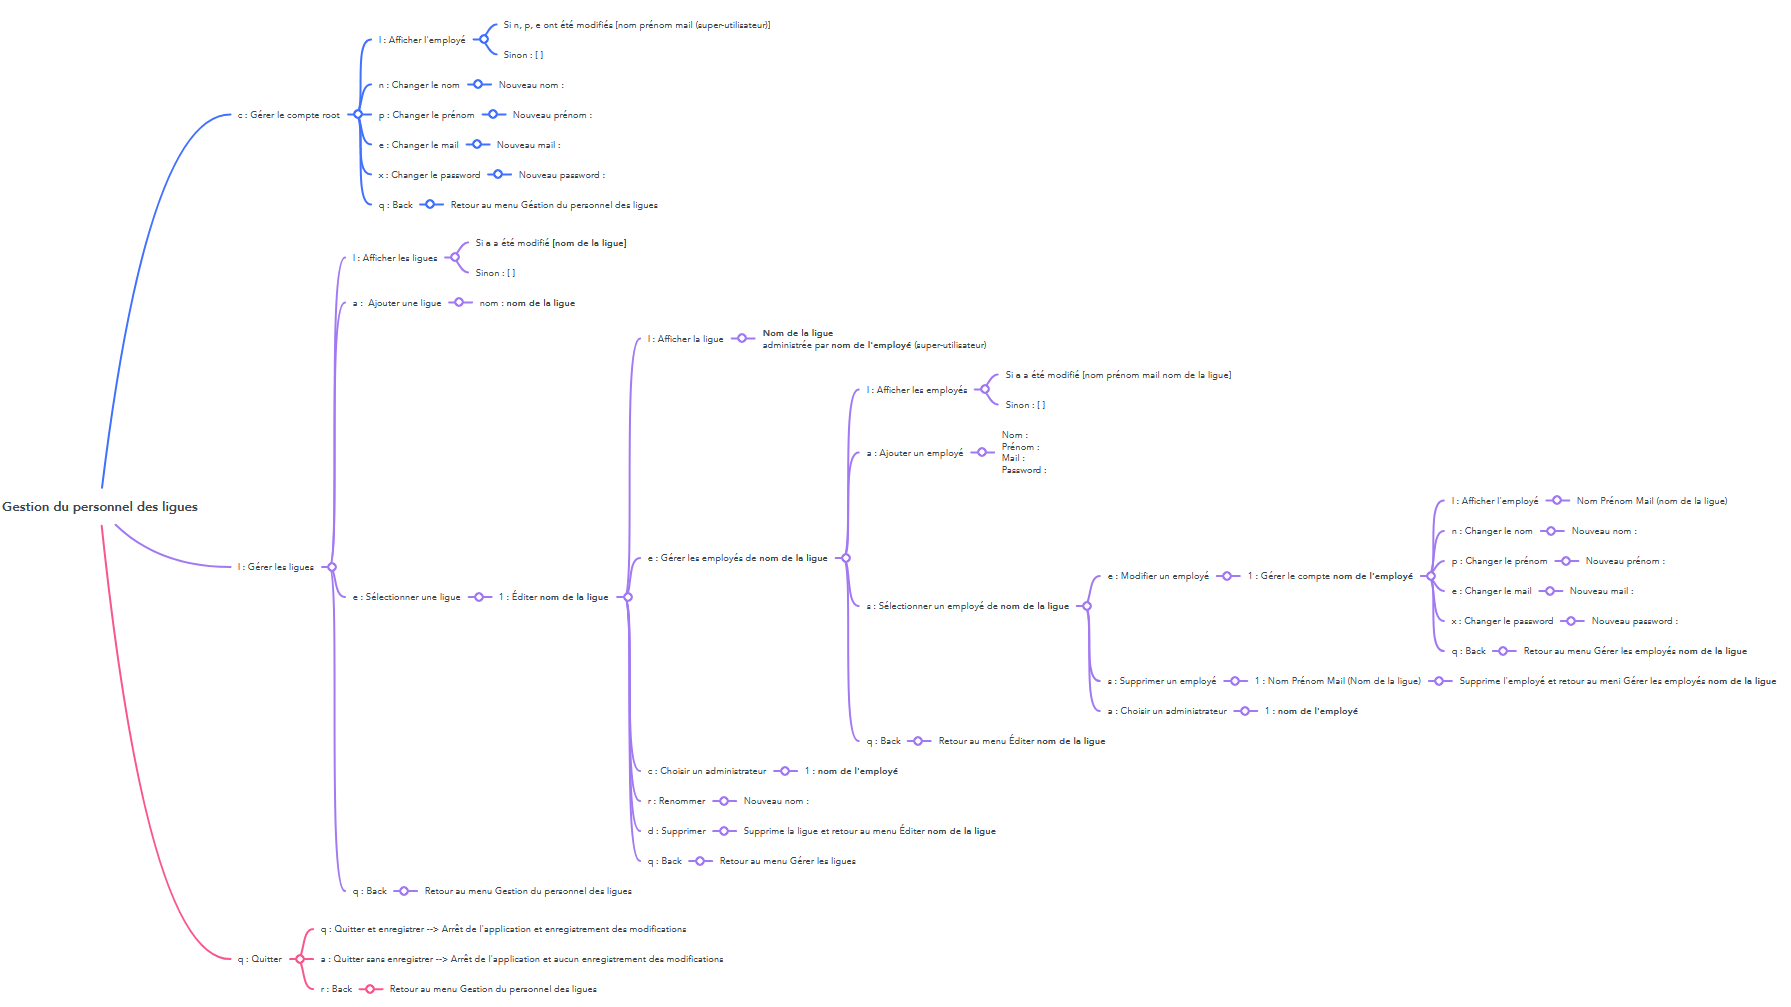 Si n, p, e ont été modifiés [nom prénom mail (super-utilisateur)]
l : Afficher l'employé
Sinon : [ ]
n : Changer le nom
Nouveau nom :
c : Gérer le compte root
p : Changer le prénom
Nouveau prénom :
e : Changer le mail
Nouveau mail :
x : Changer le password
Nouveau password :
q : Back
Retour au menu Géstion du personnel des ligues
Si a a été modifié [nom de la ligue]
l : Afficher les ligues
Sinon : [ ]
a : Ajouter une ligue
nom : nom de la ligue
l : Afficher la ligue
Nom de la ligue
administrée par nom de l'employé (super-utilisateur)
Si a a été modifié [nom prénom mail nom de la ligue]
l : Afficher les employés
Sinon : [ ]
a : Ajouter un employé
Nom :
Prénom :
Mail :
Password :
Gestion du personnel des ligues
l : Gérer les ligues
e : Sélectionner une ligue
1 : Éditer nom de la ligue
e : Gérer les employés de nom de la ligue
s : Sélectionner un employé de nom de la ligue
e : Modifier un employé
1 : Gérer le compte nom de l'employé
l : Afficher l'employé
Nom Prénom Mail (nom de la ligue)
n : Changer le nom
Nouveau nom :
p : Changer le prénom
Nouveau prénom :
e : Changer le mail
Nouveau mail :
x : Changer le password
Nouveau password :
q : Back
Retour au menu Gérer les employés nom de la ligue
s : Supprimer un employé
1 : Nom Prénom Mail (Nom de la ligue)
Supprime l'employé et retour au meni Gérer les employés nom de la ligue
a : Choisir un administrateur
1 : nom de l'employé
q : Back
Retour au menu Éditer nom de la ligue
c : Choisir un administrateur
1 : nom de l'employé
r : Renommer
Nouveau nom :
d : Supprimer
Supprime la ligue et retour au menu Éditer nom de la ligue
q : Back
Retour au menu Gérer les ligues
q : Back
Retour au menu Gestion du personnel des ligues
q : Quitter et enregistrer --> Arrêt de l'application et enregistrement des modifications
q : Quitter
a : Quitter sans enregistrer --> Arrêt de l'application et aucun enregistrement des modifications
r : Back
Retour au menu Gestion du personnel des ligues